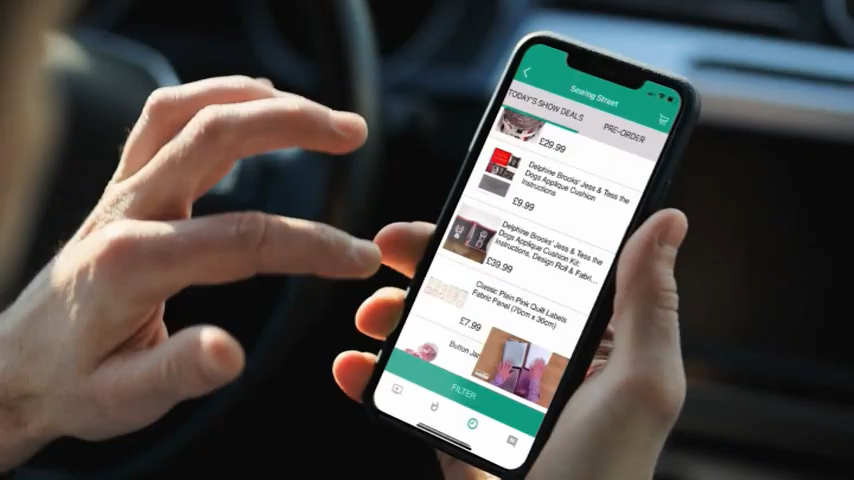 Sewing Street
TODAY'S SHOW DEALS
PRE-ORDER
£29.99
Delphine Brooks' Jess & Tess the
Dogs Applique Cushion
Instructions
£9.99
Delphine Brooks' Jess & Tess the
Dogs Applique Cushion Kit:
Instructions, Design Roll & Fabri...
£39.99
Classic Plain Pink Quilt Labels
Fabric Panel (70cm x 30cm)
£7.99
Button Jar
FILTER